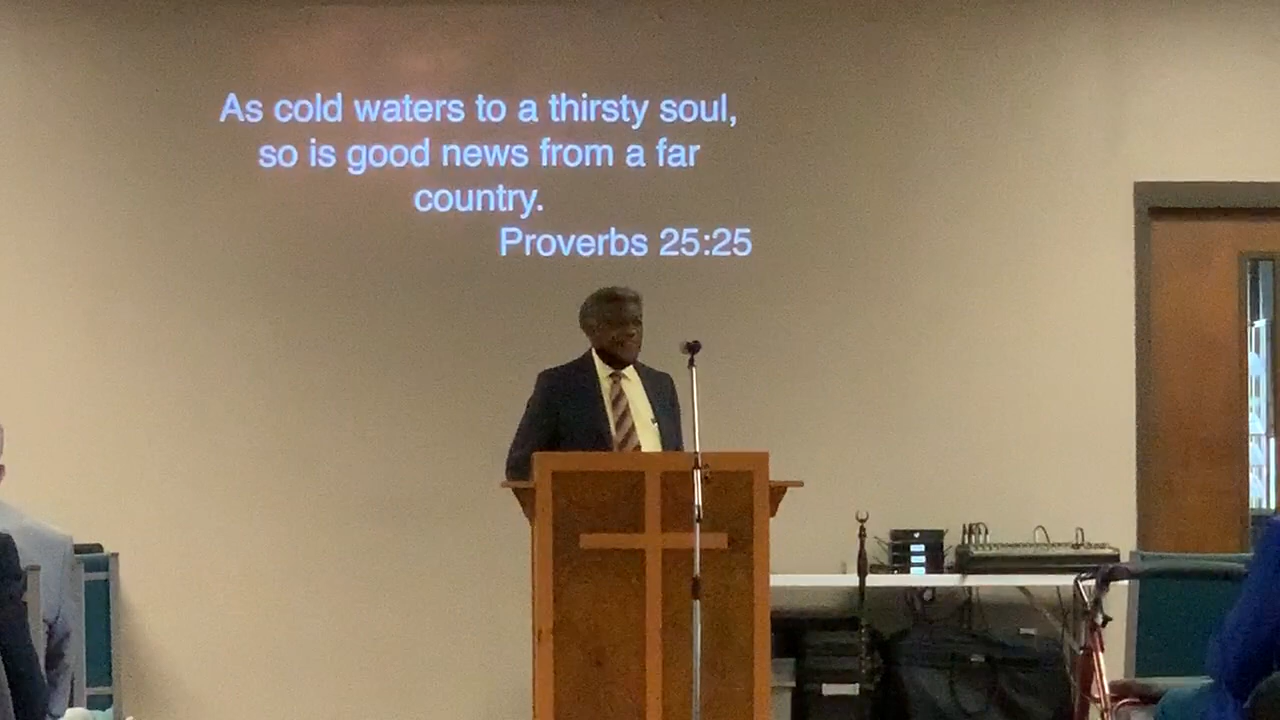 As cold waters to a thirsty soul,
so is good news from a far
country.
Proverbs 25:25